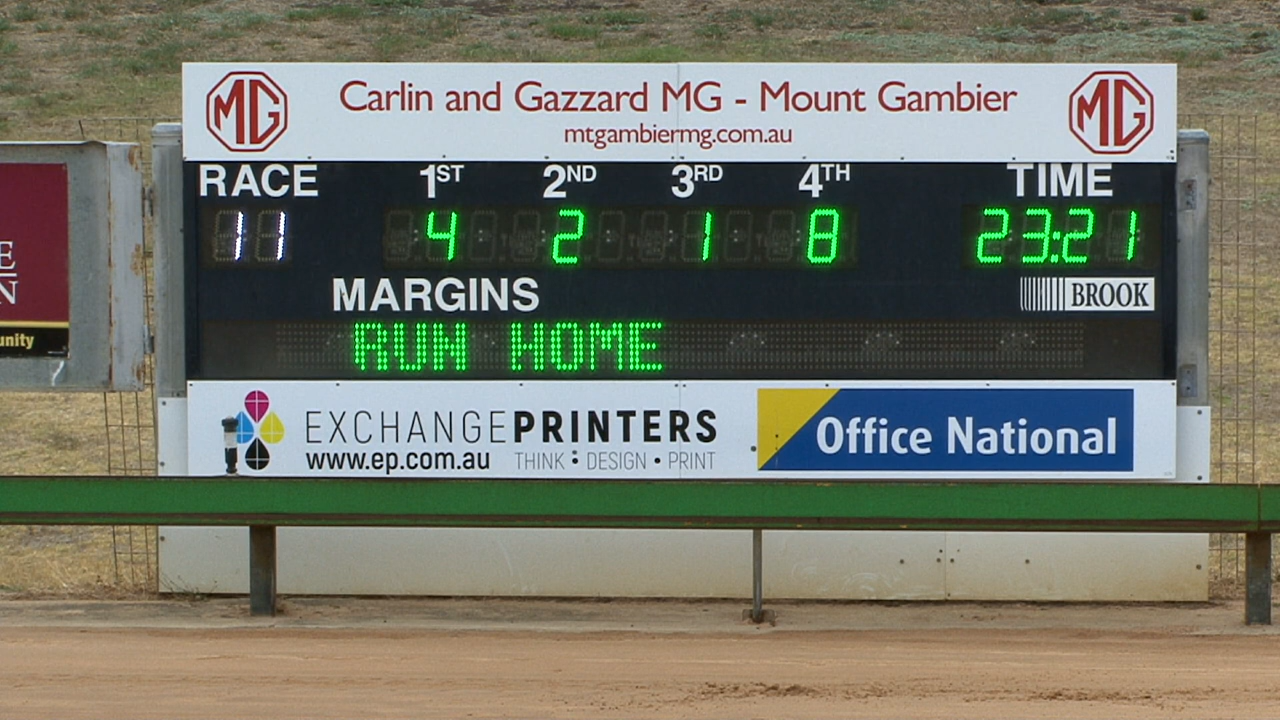 MG Carlin and Gazzard MG - Mount Gambier MG
mtgambiermg.com.au
RACE 1ST 2ND 3RD 4TH TIME
11 4 2 1 8 23:21
MARGINS BROOK
RUN HOME
E
N
unity
EXCHANGEPRINTERS
www.ep.com.au THINK • DESIGN • PRINT
Office National